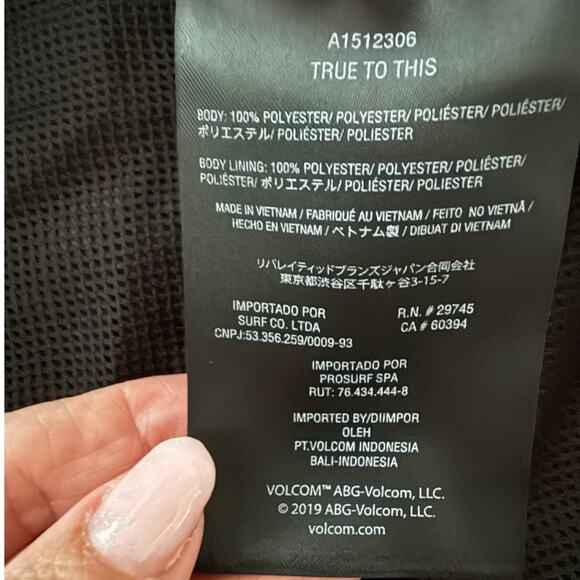 A1512306
TRUE TO THIS
BODY: 100% POLYESTER/ POLYESTER/ POLIÉSTER/ POLIÉSTER/
ポリエステル/ POLIÉSTER/ POLIESTER
BODY LINING: 100% POLYESTER/ POLYESTER/ POLIÉSTER/
POLIÉSTER/ ポリエステル/ POLIÉSTER/ POLIESTER
MADE IN VIETNAM / FABRIQUÉ AU VIETNAM / FEITO NO VIETNÃ /
HECHO EN VIETNAM / ベトナム製 / DIBUAT DI VIETNAM
リバレイティッドブランズジャパン合同会社
東京都渋谷区千駄ヶ谷3-15-7
IMPORTADO POR
SURF CO. LTDA
CNPJ:53.356.259/0009-93
R.N. # 29745
CA # 60394
IMPORTADO POR
PROSURF SPA
RUT: 76.434.444-8
IMPORTED BY/DIIMPOR
OLEH
PT.VOLCOM INDONESIA
BALI-INDONESIA
VOLCOM™ ABG-Volcom, LLC.
© 2019 ABG-Volcom, LLC.
volcom.com